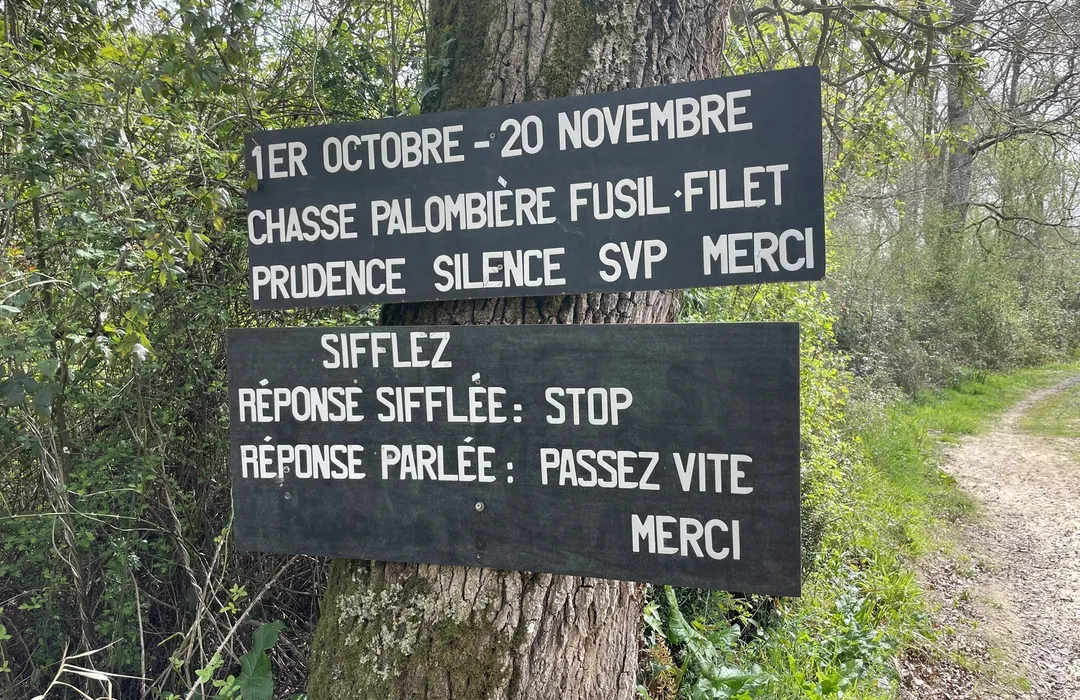 1ER OCTOBRE - 20 NOVEMBRE
CHASSE PALOMBIÈRE FUSIL·FILET
PRUDENCE SILENCE SVP MERCI
SIFFLEZ
RÉPONSE SIFFLÉE: STOP
RÉPONSE PARLÉE: PASSEZ VITE
MERCI